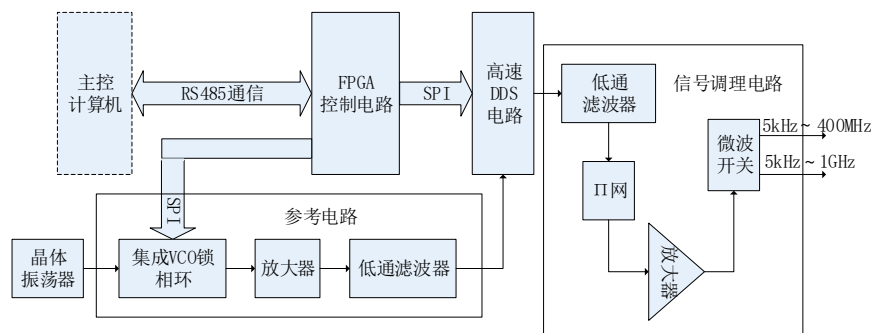 主控
计算机
RS485通信
FPGA
控制电路
SPI
高速
DDS
电路
低通
滤波器
信号调理电路
微波
开关
5kHz~400MHz
5kHz~1GHz
Π网
放大器
SPI
参考电路
晶体
振荡器
集成VCO锁
相环
放大器
低通滤波器